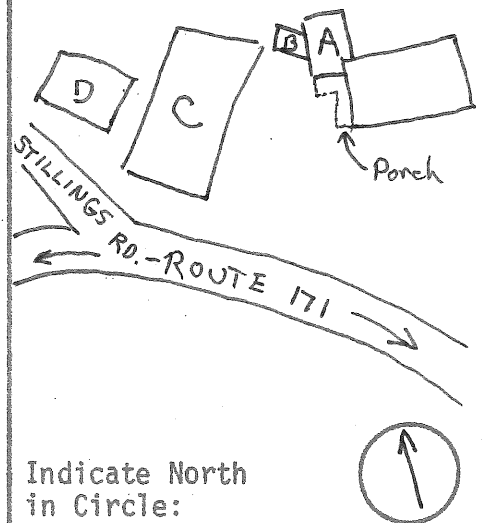 B A
D C
Porch
STILLINGS RD.-ROUTE 171
Indicate North
in Circle: